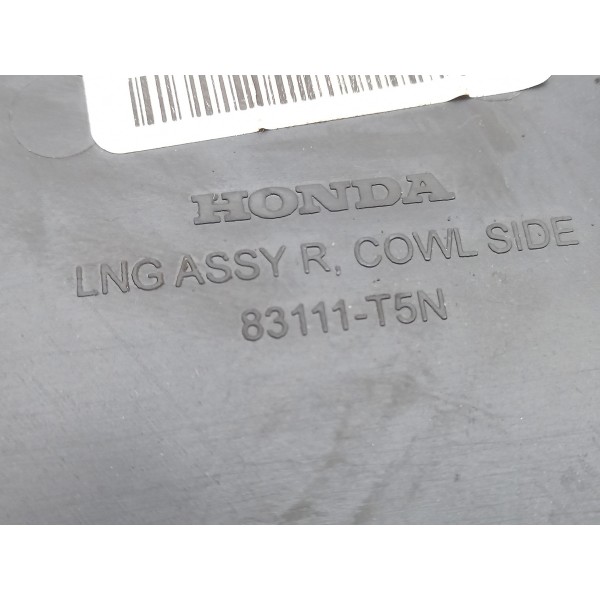 HONDA
LNG ASSY R, COWL SIDE
83111-T5N